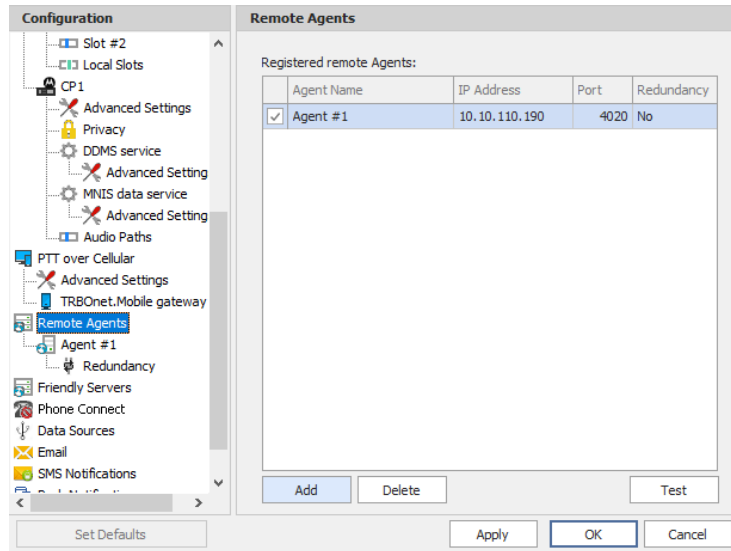 Configuration
Slot #2
Local Slots
CP1
Advanced Settings
Privacy
DDMS service
Advanced Setting
MNIS data service
Advanced Setting
Audio Paths
PTT over Cellular
Advanced Settings
TRBOnet.Mobile gateway
Remote Agents
Agent #1
Redundancy
Friendly Servers
Phone Connect
Data Sources
Email
SMS Notifications
Set Defaults
Remote Agents
Registered remote Agents:
Agent Name IP Address Port Redundancy
Agent #1 10.10.110.190 4020 No
Add Delete Test
Apply OK Cancel